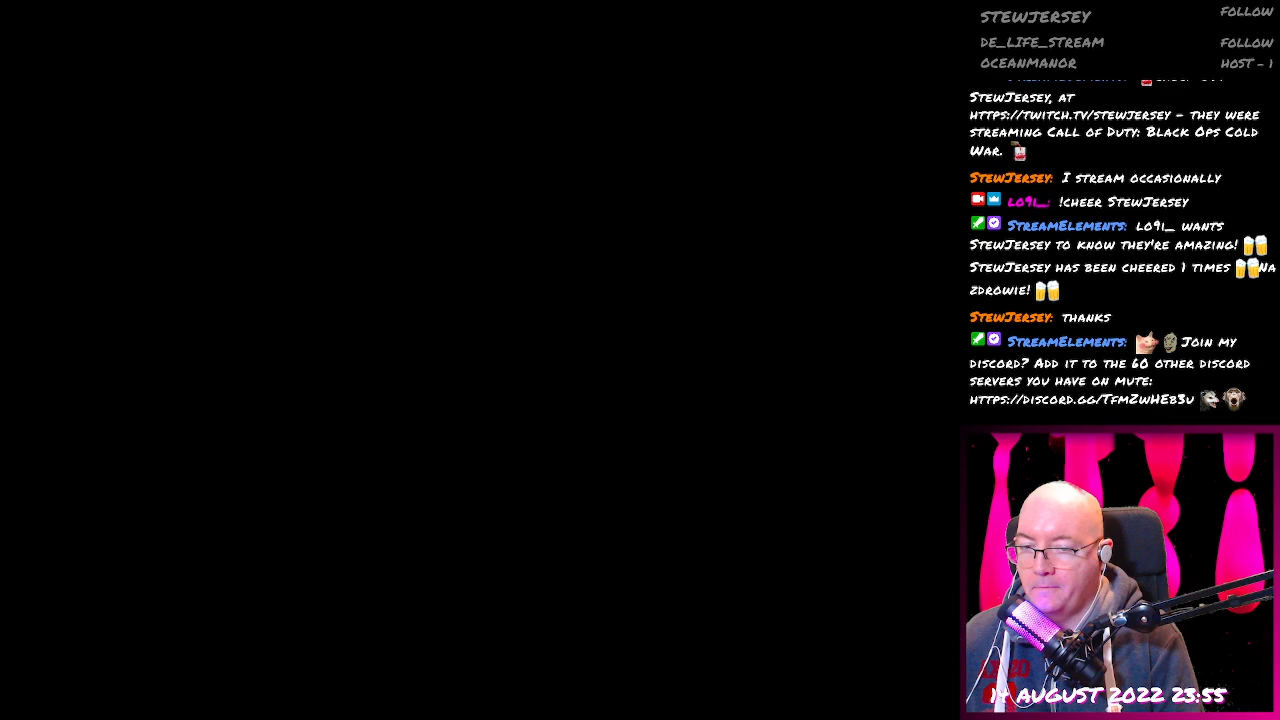 STEWJERSEY FOLLOW
DE_LIFE_STREAM FOLLOW
OCEANMANOR HOST - 1
STEWJERSEY, AT
HTTPS://TWITCH.TV/STEWJERSEY - THEY WERE
STREAMING CALL OF DUTY: BLACK OPS COLD
WAR.
STEWJERSEY: I STREAM OCCASIONALLY
LO9I_: !CHEER STEWJERSEY
STREAMELEMENTS: LO9I_ WANTS
STEWJERSEY TO KNOW THEY'RE AMAZING!
STEWJERSEY HAS BEEN CHEERED 1 TIMES NA
ZDROWIE!
STEWJERSEY: THANKS
STREAMELEMENTS: JOIN MY
DISCORD? ADD IT TO THE 60 OTHER DISCORD
SERVERS YOU HAVE ON MUTE:
HTTPS://DISCORD.GG/TFMZWHEB3U
AUGUST 2022 23:55